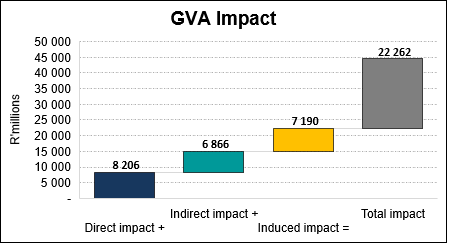 GVA Impact
R'millions
50 000
45 000
40 000
35 000
30 000
25 000
20 000
15 000
10 000
5 000
-
8 206
6 866
7 190
22 262
Direct impact +
Indirect impact +
Induced impact =
Total impact